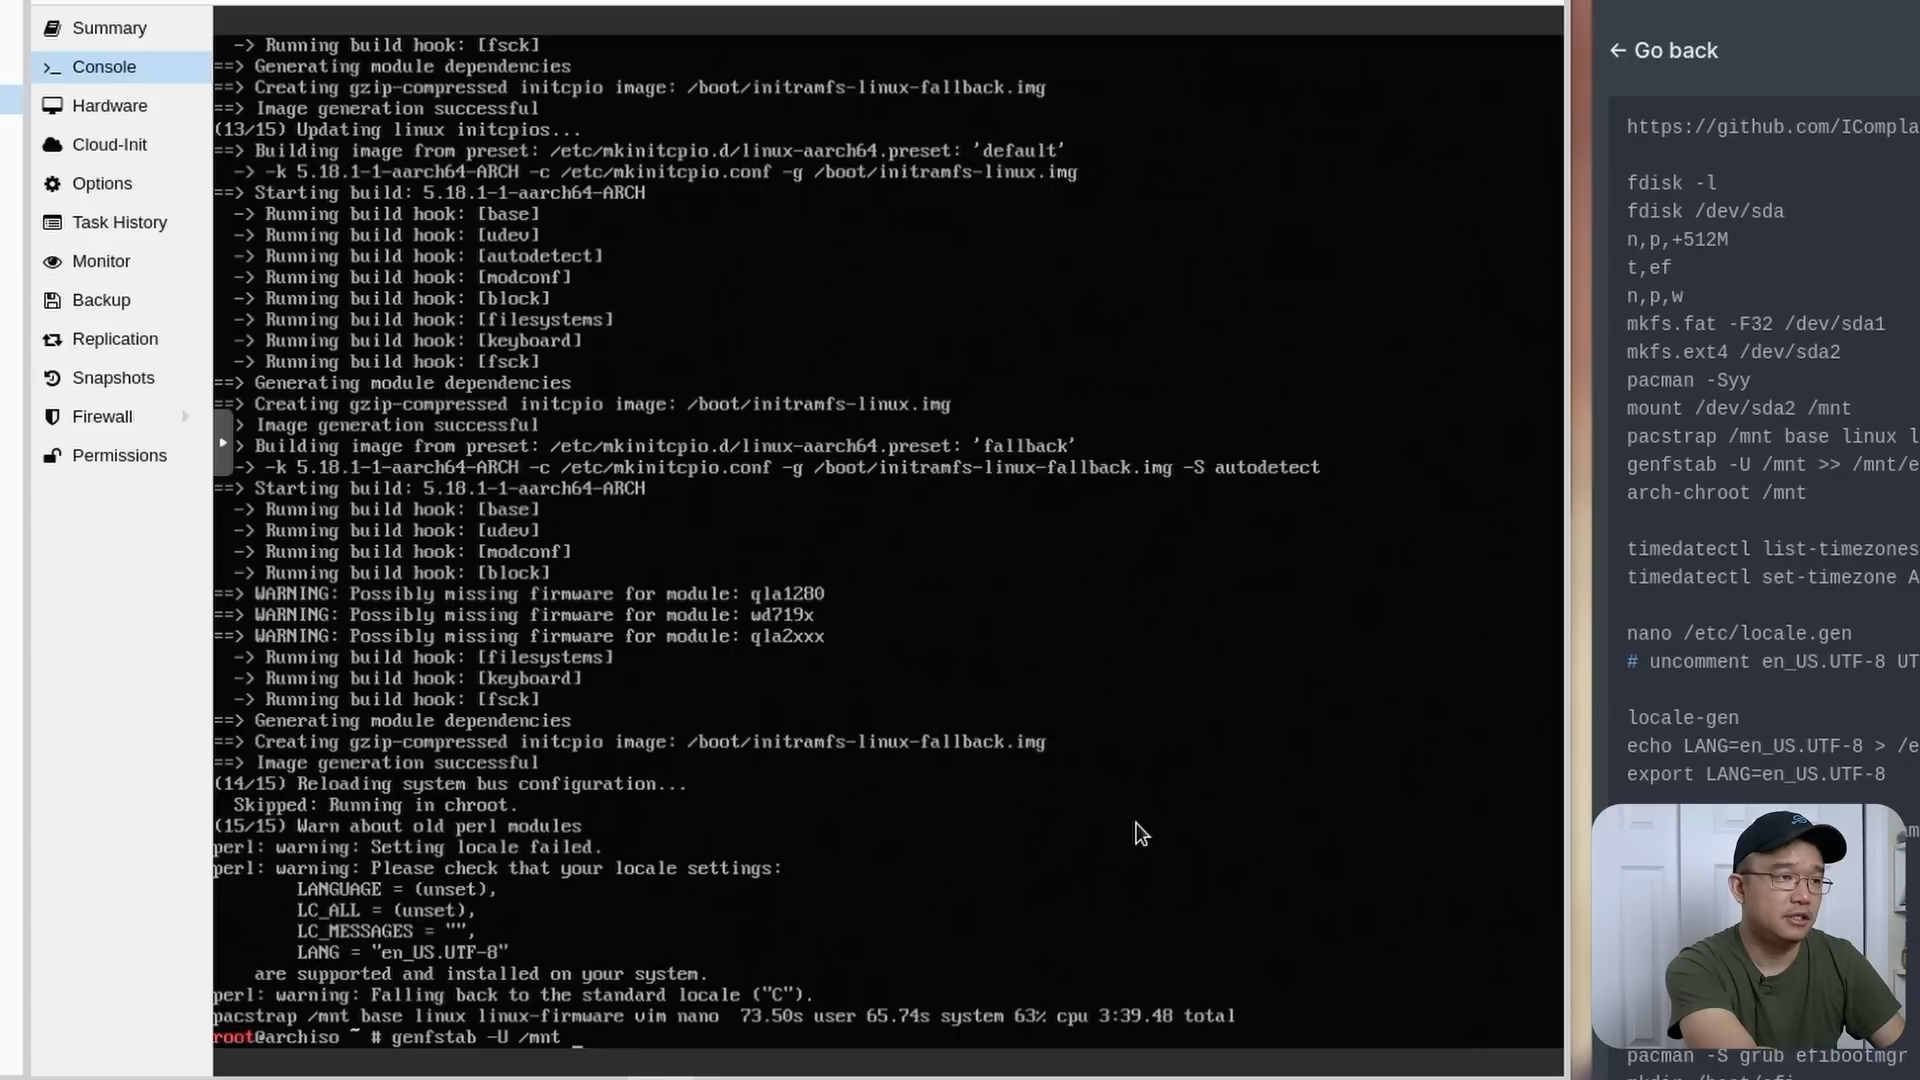 Summary
Console
Hardware
Cloud-Init
Options
Task History
Monitor
Backup
Replication
Snapshots
Firewall
Permissions
-> Running build hook: [fsck]
==> Generating module dependencies
==> Creating gzip-compressed initcpio image: /boot/initramfs-linux-fallback.img
==> Image generation successful
(13/15) Updating linux initcpios...
==> Building image from preset: /etc/mkinitcpio.d/linux-aarch64.preset: 'default'
-> -k 5.18.1-1-aarch64-ARCH -c /etc/mkinitcpio.conf -g /boot/initramfs-linux.img
==> Starting build: 5.18.1-1-aarch64-ARCH
-> Running build hook: [base]
-> Running build hook: [udev]
-> Running build hook: [autodetect]
-> Running build hook: [modconf]
-> Running build hook: [block]
-> Running build hook: [filesystems]
-> Running build hook: [keyboard]
-> Running build hook: [fsck]
==> Generating module dependencies
==> Creating gzip-compressed initcpio image: /boot/initramfs-linux.img
> Image generation successful
> Building image from preset: /etc/mkinitcpio.d/linux-aarch64.preset: 'fallback'
> -k 5.18.1-1-aarch64-ARCH -c /etc/mkinitcpio.conf -g /boot/initramfs-linux-fallback.img -S autodetect
==> Starting build: 5.18.1-1-aarch64-ARCH
-> Running build hook: [base]
-> Running build hook: [udev]
-> Running build hook: [modconf]
-> Running build hook: [block]
==> WARNING: Possibly missing firmware for module: qla1280
==> WARNING: Possibly missing firmware for module: wd719x
==> WARNING: Possibly missing firmware for module: qla2xxx
-> Running build hook: [filesystems]
-> Running build hook: [keyboard]
-> Running build hook: [fsck]
==> Generating module dependencies
==> Creating gzip-compressed initcpio image: /boot/initramfs-linux-fallback.img
==> Image generation successful
(14/15) Reloading system bus configuration...
Skipped: Running in chroot.
(15/15) Warn about old perl modules
perl: warning: Setting locale failed.
perl: warning: Please check that your locale settings:
LANGUAGE = (unset),
LC_ALL = (unset),
LC_MESSAGES = "",
LANG = "en_US.UTF-8"
are supported and installed on your system.
perl: warning: Falling back to the standard locale ("C").
pacstrap /mnt base linux linux-firmware vim nano 73.50s user 65.74s system 63% cpu 3:39.48 total
root@archiso ~ # genfstab -U /mnt _
← Go back
https://github.com/ICompla
fdisk -l
fdisk /dev/sda
n,p,+512M
t,ef
n,p,w
mkfs.fat -F32 /dev/sda1
mkfs.ext4 /dev/sda2
pacman -Syy
mount /dev/sda2 /mnt
pacstrap /mnt base linux l
genfstab -U /mnt >> /mnt/e
arch-chroot /mnt
timedatectl list-timezones
timedatectl set-timezone A
nano /etc/locale.gen
# uncomment en_US.UTF-8 UT
locale-gen
echo LANG=en_US.UTF-8 > /e
export LANG=en_US.UTF-8
pacman -S grub efibootmgr